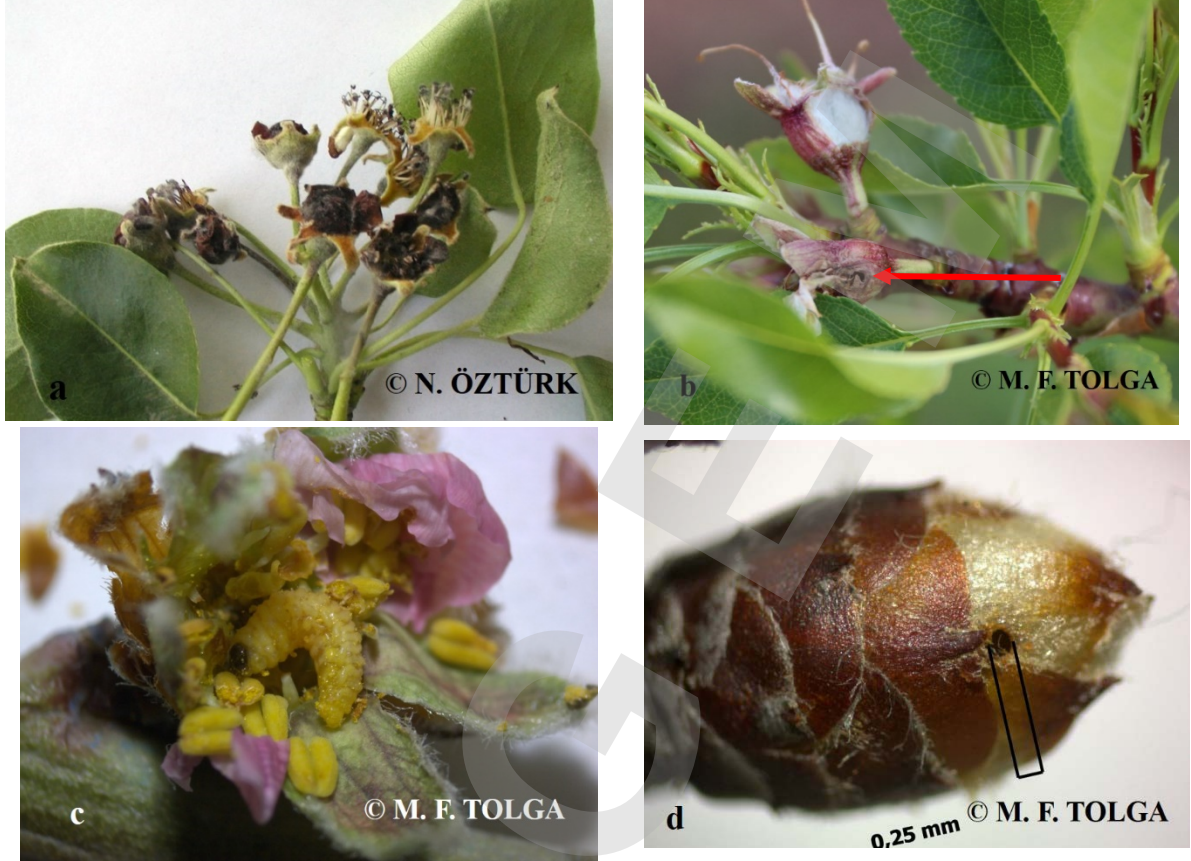 a
© N. ÖZTÜRK
b
© M. F. TOLGA
c
© M. F. TOLGA
d
0,25 mm
© M. F. TOLGA